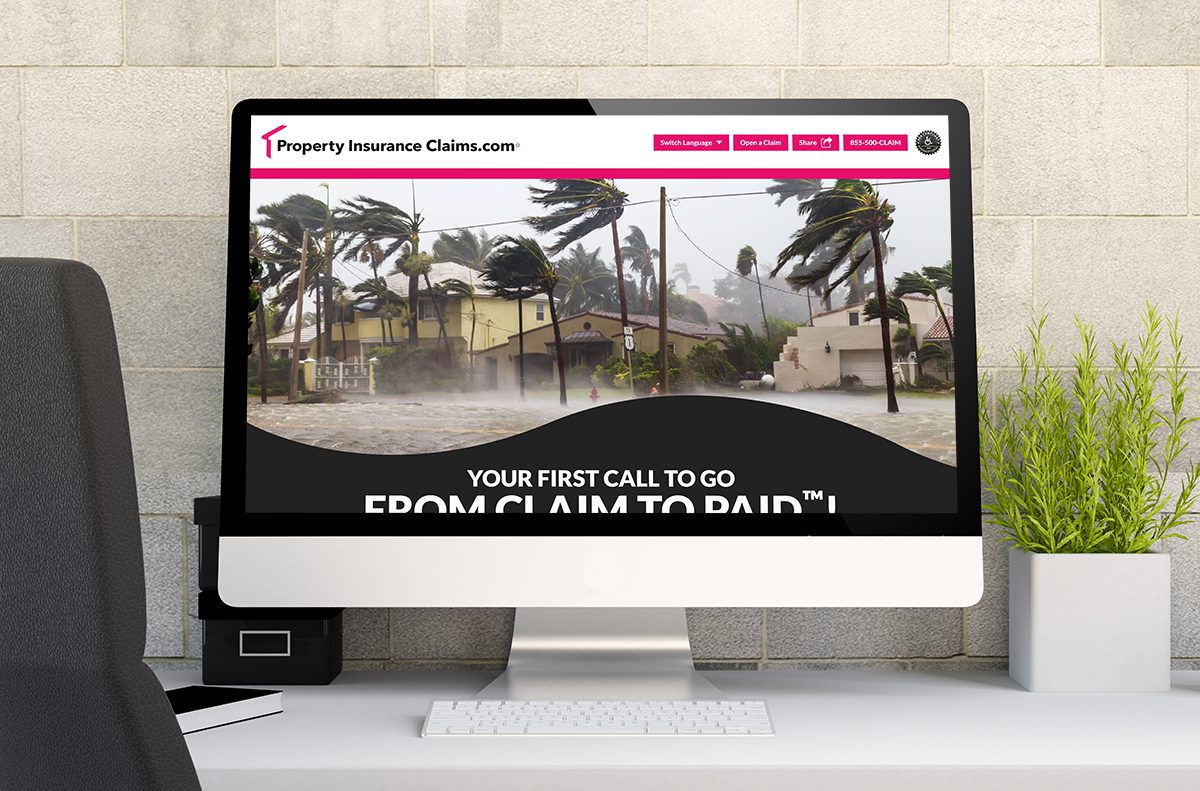 Property Insurance Claims.com®
Switch Language
Open a Claim
Share
855-500-CLAIM
YOUR FIRST CALL TO GO
FROM CLAIM TO PAID™!